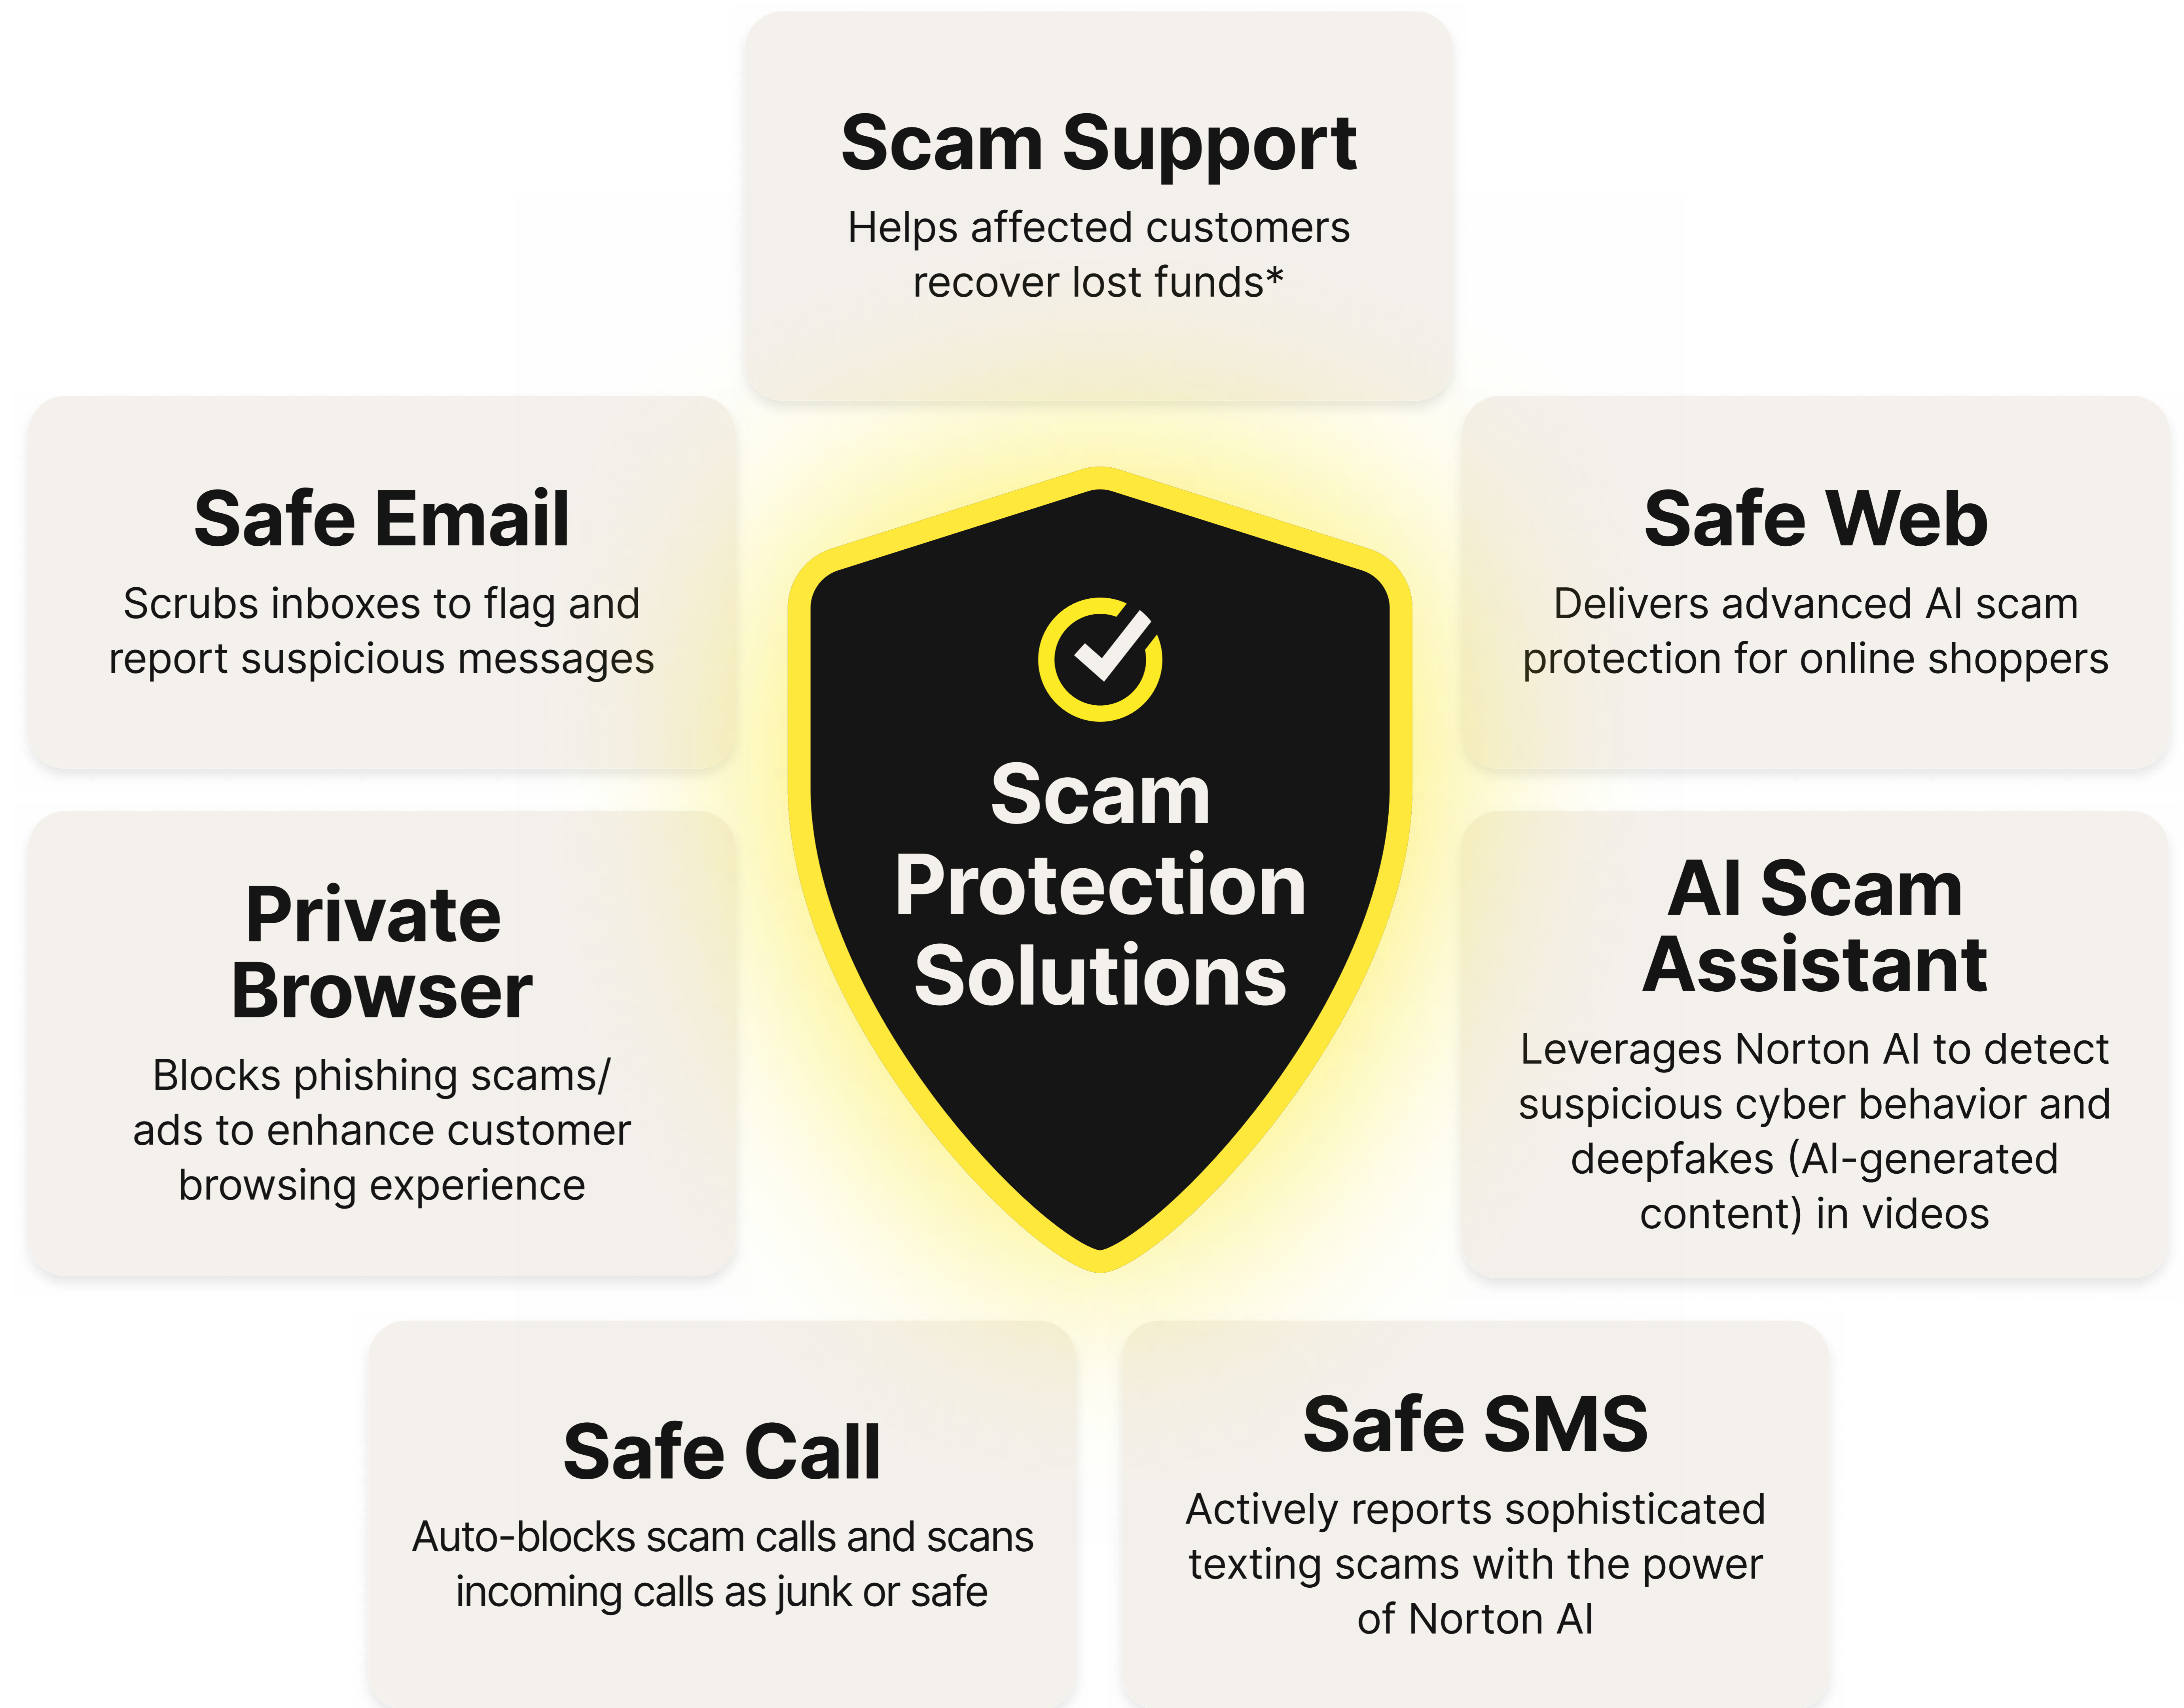 Scam Support
Helps affected customers
recover lost funds*
Safe Email
Scrubs inboxes to flag and
report suspicious messages
Safe Web
Delivers advanced AI scam
protection for online shoppers
Scam
Protection
Solutions
Private
Browser
Blocks phishing scams/
ads to enhance customer
browsing experience
AI Scam
Assistant
Leverages Norton AI to detect
suspicious cyber behavior and
deepfakes (AI-generated
content) in videos
Safe Call
Auto-blocks scam calls and scans
incoming calls as junk or safe
Safe SMS
Actively reports sophisticated
texting scams with the power
of Norton AI